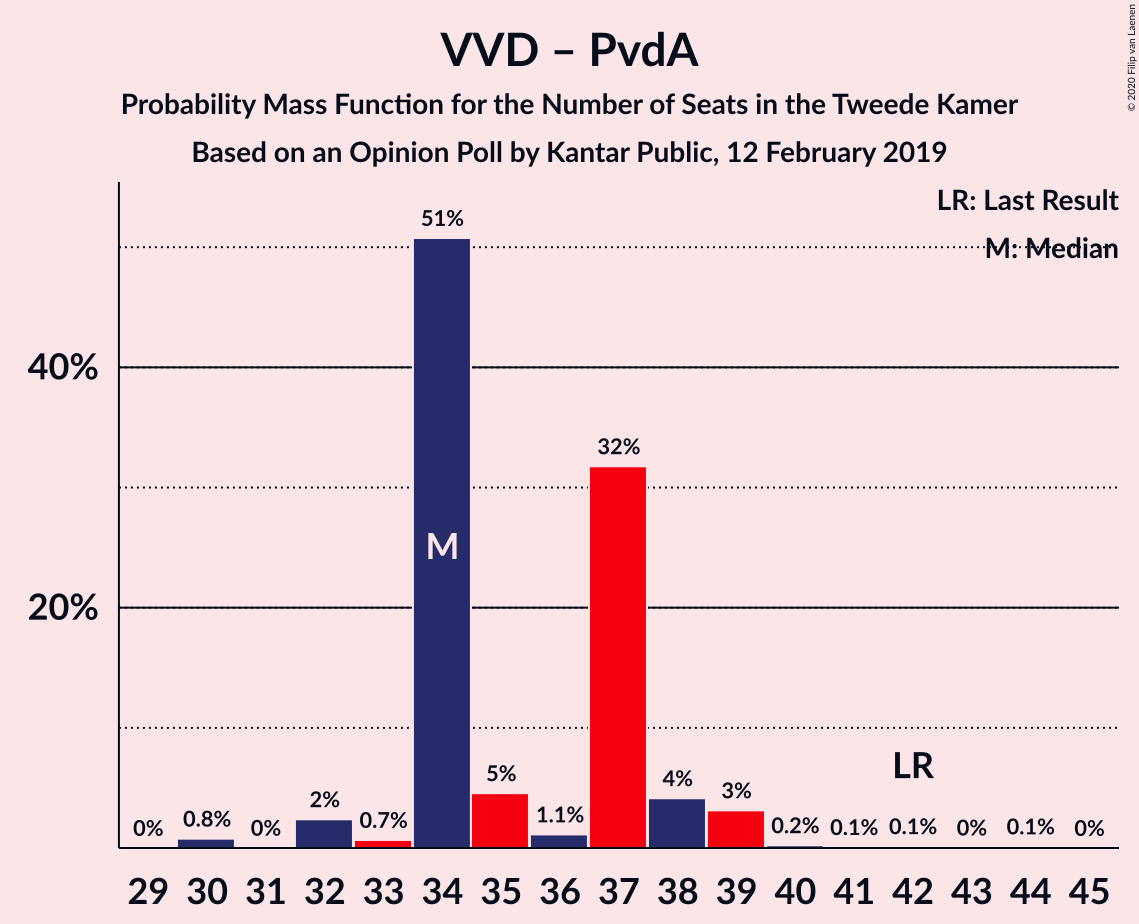 VVD – PvdA
Probability Mass Function for the Number of Seats in the Tweede Kamer
Based on an Opinion Poll by Kantar Public, 12 February 2019
© 2020 Filip van Laenen
LR: Last Result
M: Median
51%
40%
32%
M
20%
LR
0% 0.8% 0% 2% 0.7% 5% 1.1% 4% 3% 0.2% 0.1% 0.1% 0% 0.1% 0%
29 30 31 32 33 34 35 36 37 38 39 40 41 42 43 44 45